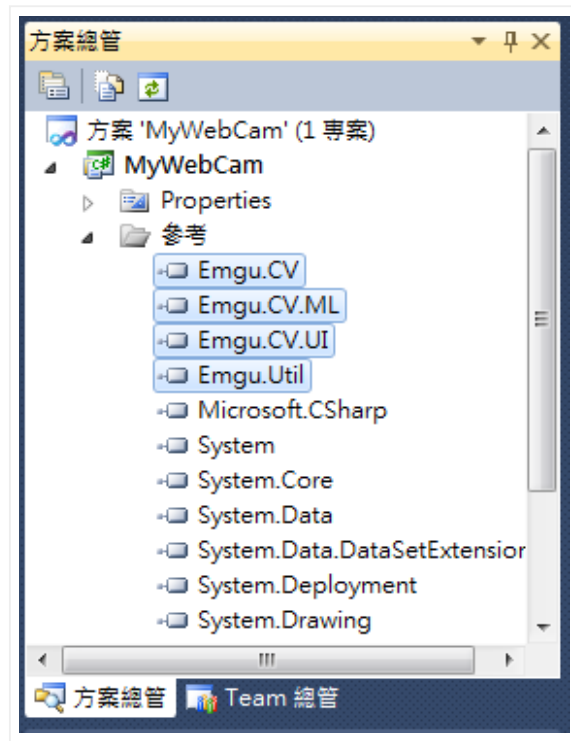 方案總管
方案 'MyWebCam' (1 專案)
MyWebCam
Properties
參考
Emgu.CV
Emgu.CV.ML
Emgu.CV.UI
Emgu.Util
Microsoft.CSharp
System
System.Core
System.Data
System.Data.DataSetExtension
System.Deployment
System.Drawing
方案總管 Team 總管